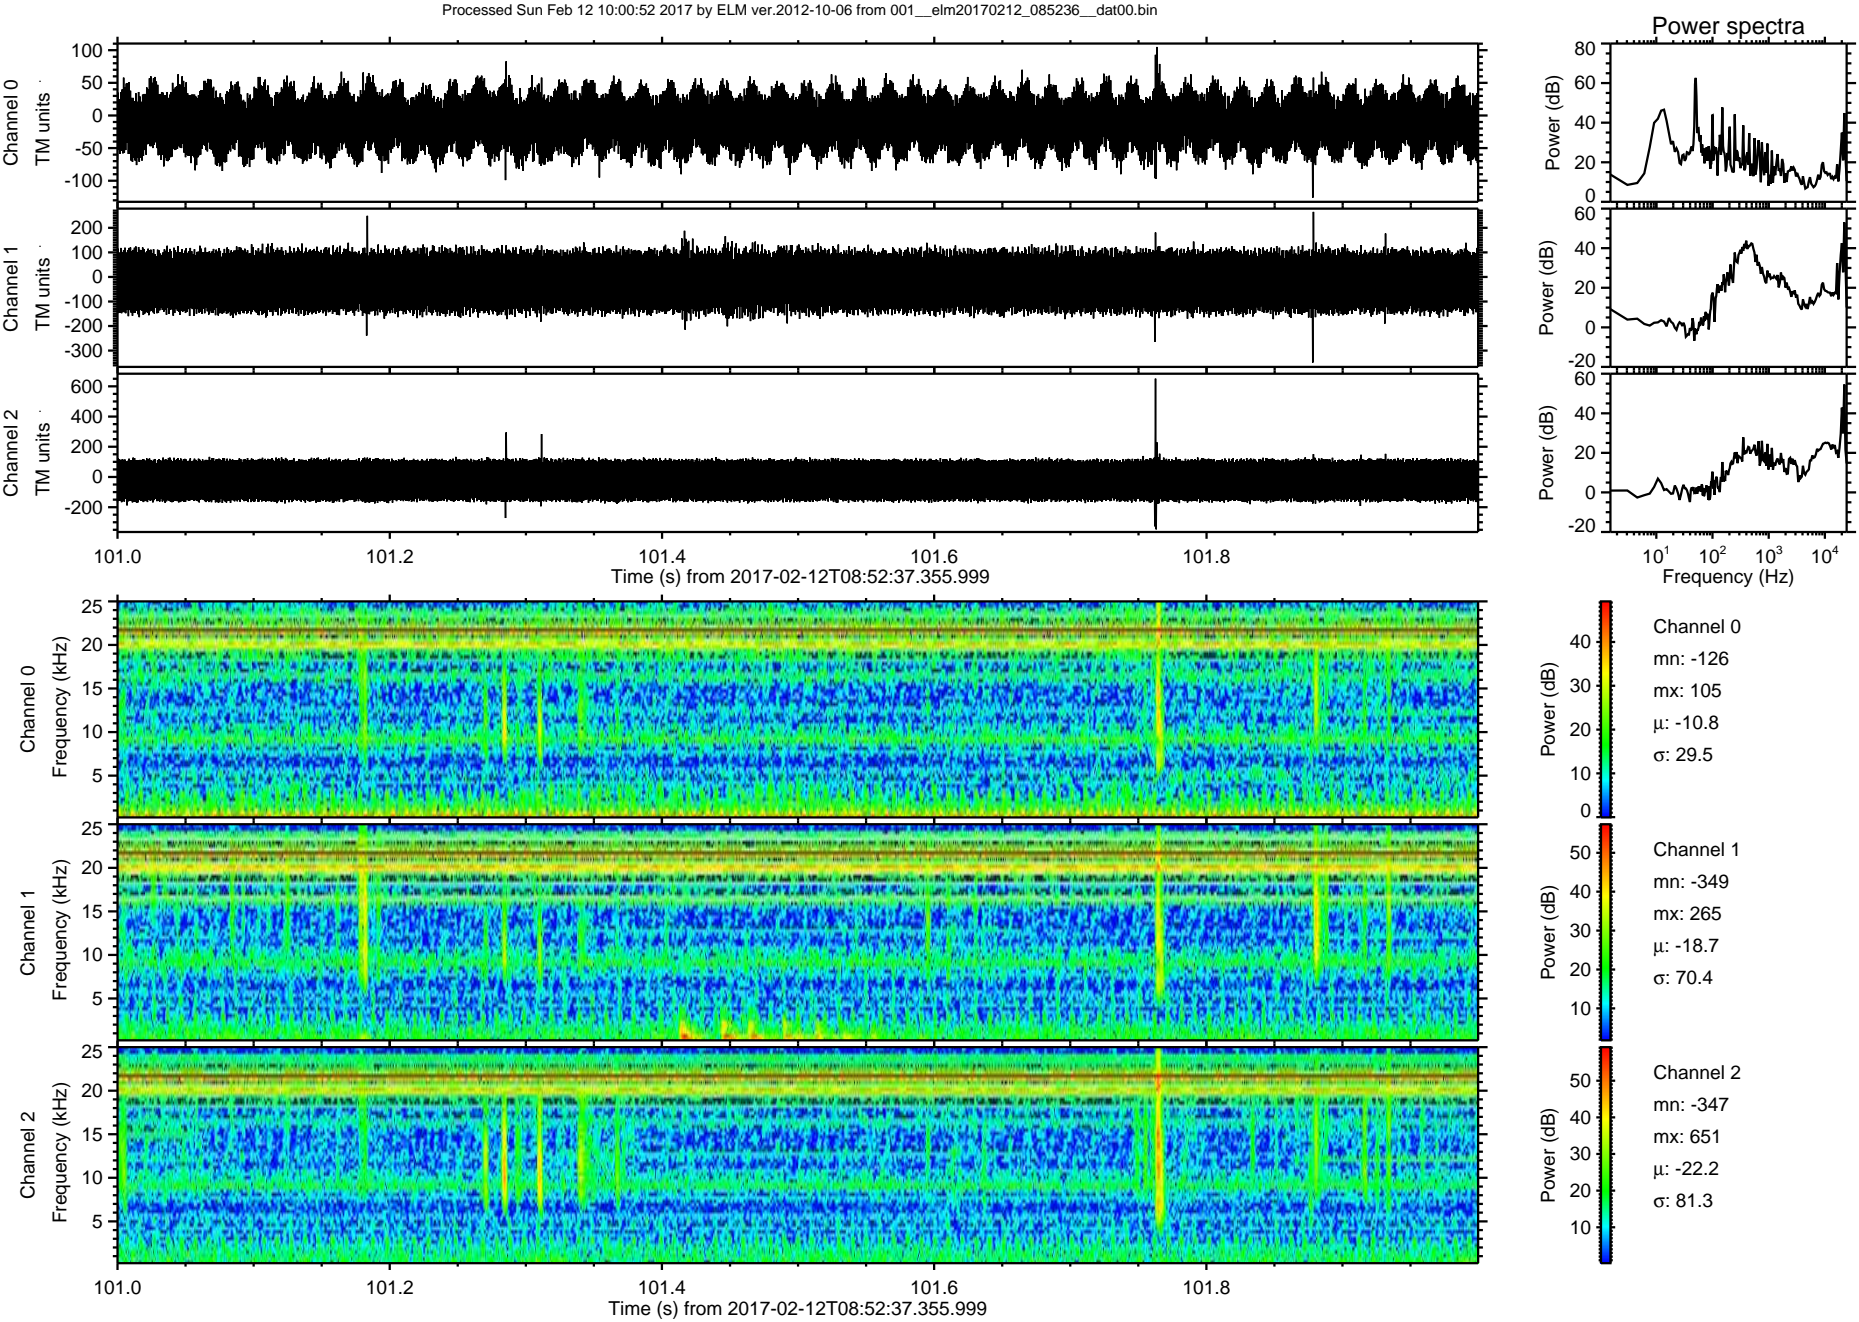 Processed Sun Feb 12 10:00:52 2017 by ELM ver.2012-10-06 from 001__elm20170212_085236__dat00.bin
Power spectra
Channel 0
TM units
100
50
0
-50
-100
Power (dB)
80
60
40
20
0
Channel 1
TM units
200
100
0
-100
-200
-300
Power (dB)
60
40
20
0
-20
Channel 2
TM units
600
400
200
0
-200
Power (dB)
60
40
20
0
-20
101.0 101.2 101.4 101.6 101.8
Time (s) from 2017-02-12T08:52:37.355.999
10¹ 10² 10³ 10⁴
Frequency (Hz)
Channel 0
Frequency (kHz)
25
20
15
10
5
Power (dB)
40
30
20
10
0
Channel 0
mn: -126
mx: 105
μ: -10.8
σ: 29.5
Channel 1
Frequency (kHz)
25
20
15
10
5
Power (dB)
50
40
30
20
10
Channel 1
mn: -349
mx: 265
μ: -18.7
σ: 70.4
Channel 2
Frequency (kHz)
25
20
15
10
5
Power (dB)
50
40
30
20
10
Channel 2
mn: -347
mx: 651
μ: -22.2
σ: 81.3
101.0 101.2 101.4 101.6 101.8
Time (s) from 2017-02-12T08:52:37.355.999